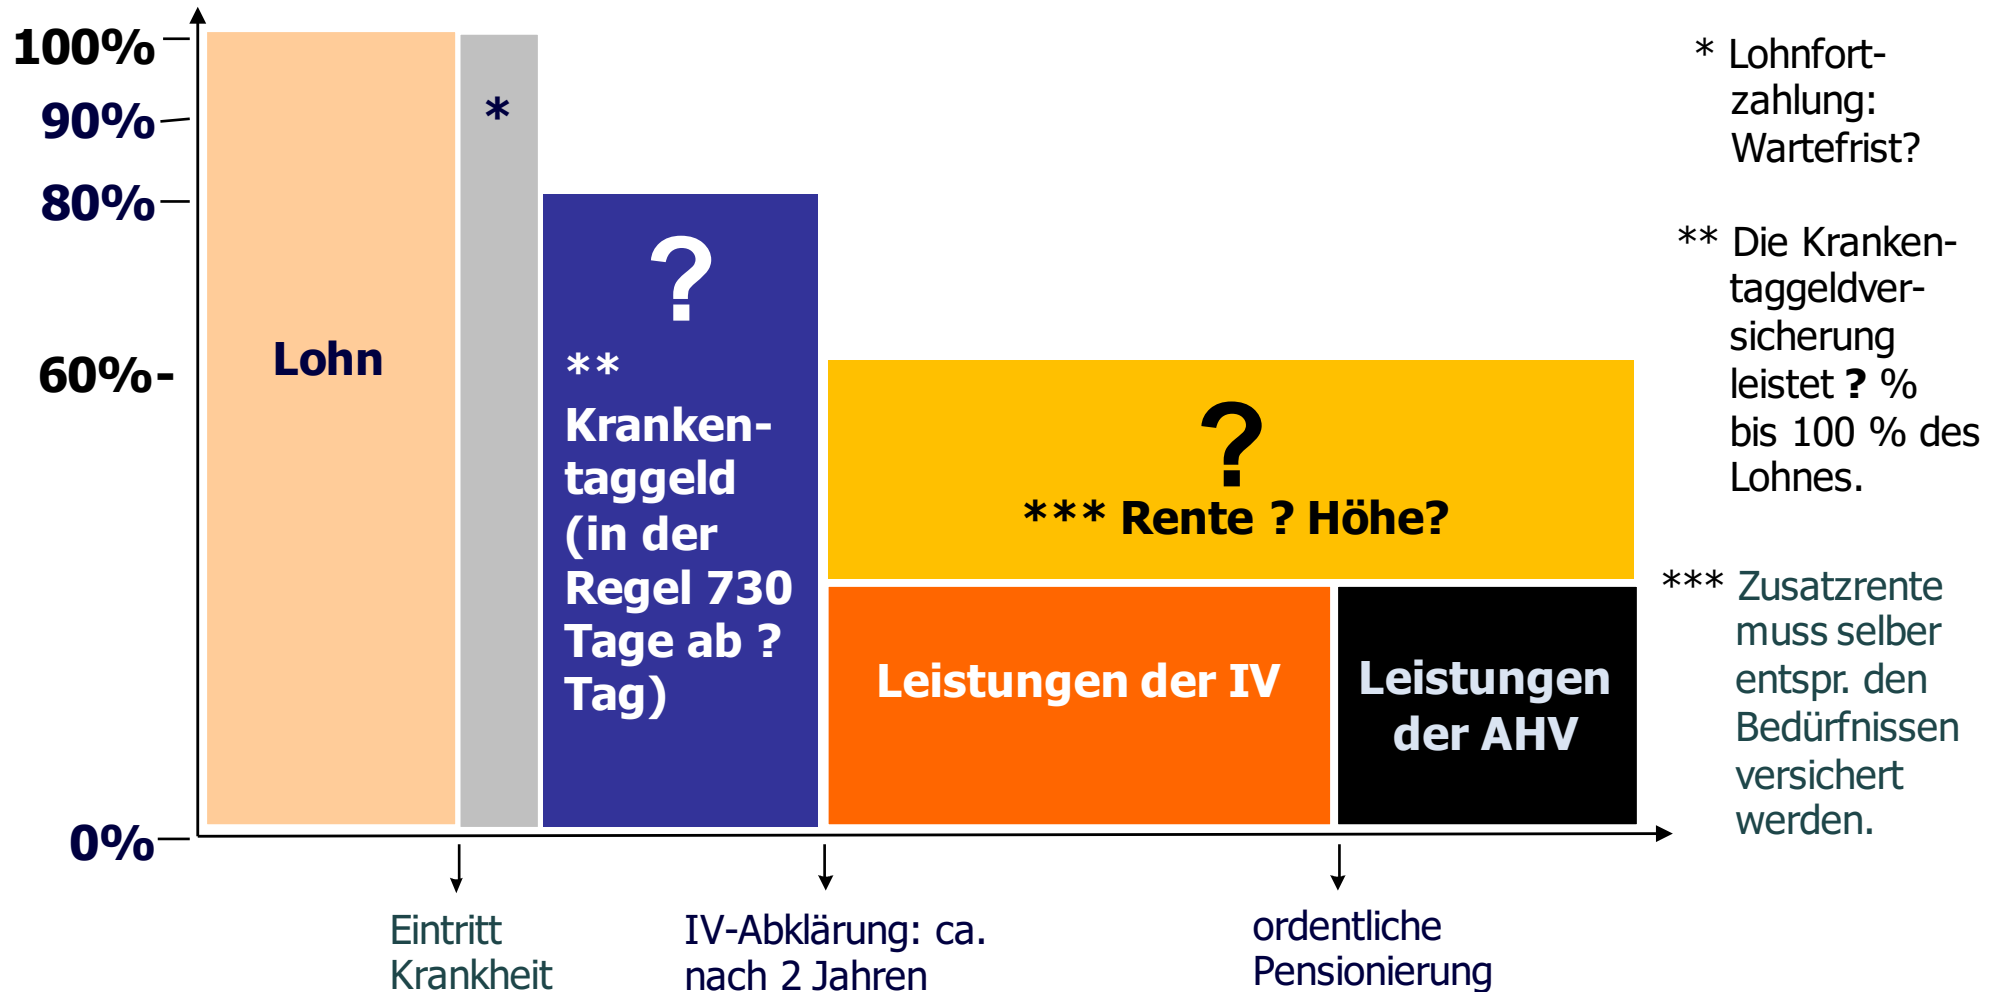 100%
90%
80%
60%-
0%
Lohn
*
?
**
Kranken-
taggeld
(in der
Regel 730
Tage ab ?
Tag)
?
*** Rente ? Höhe?
Leistungen der IV
Leistungen
der AHV
Eintritt
Krankheit
IV-Abklärung: ca.
nach 2 Jahren
ordentliche
Pensionierung
* Lohnfort-
zahlung:
Wartefrist?
** Die Kranken-
taggeldver-
sicherung
leistet ? %
bis 100 % des
Lohnes.
*** Zusatzrente
muss selber
entspr. den
Bedürfnissen
versichert
werden.